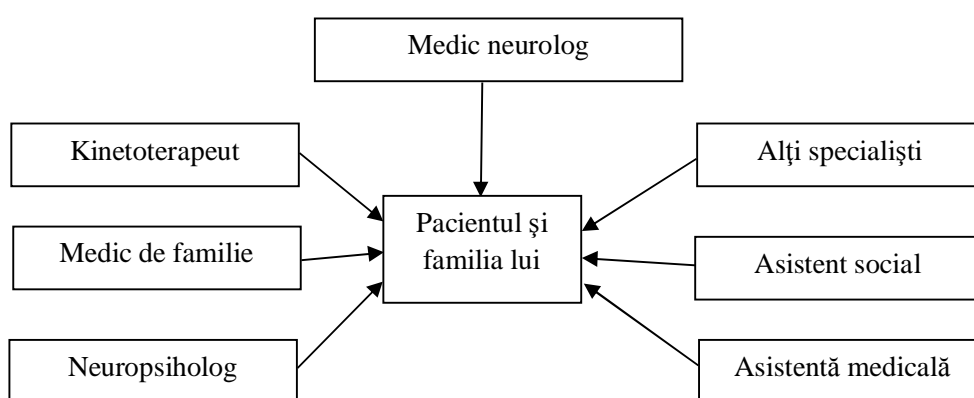 Medic neurolog
Kinetoterapeut
Alţi specialişti
Pacientul şi
familia lui
Medic de familie
Asistent social
Neuropsiholog
Asistentă medicală